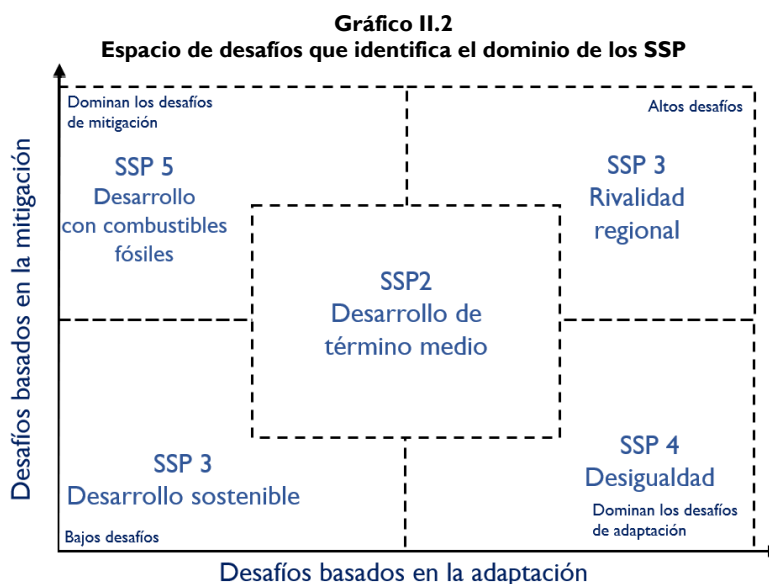 Gráfico II.2
Espacio de desafíos que identifica el dominio de los SSP
Desafíos basados en la mitigación
Dominan los desafíos
de mitigación
SSP 5
Desarrollo
con combustibles
fósiles
Altos desafíos
SSP 3
Rivalidad
regional
SSP2
Desarrollo de
término medio
SSP 3
Desarrollo sostenible
Bajos desafíos
SSP 4
Desigualdad
Dominan los desafíos
de adaptación
Desafíos basados en la adaptación